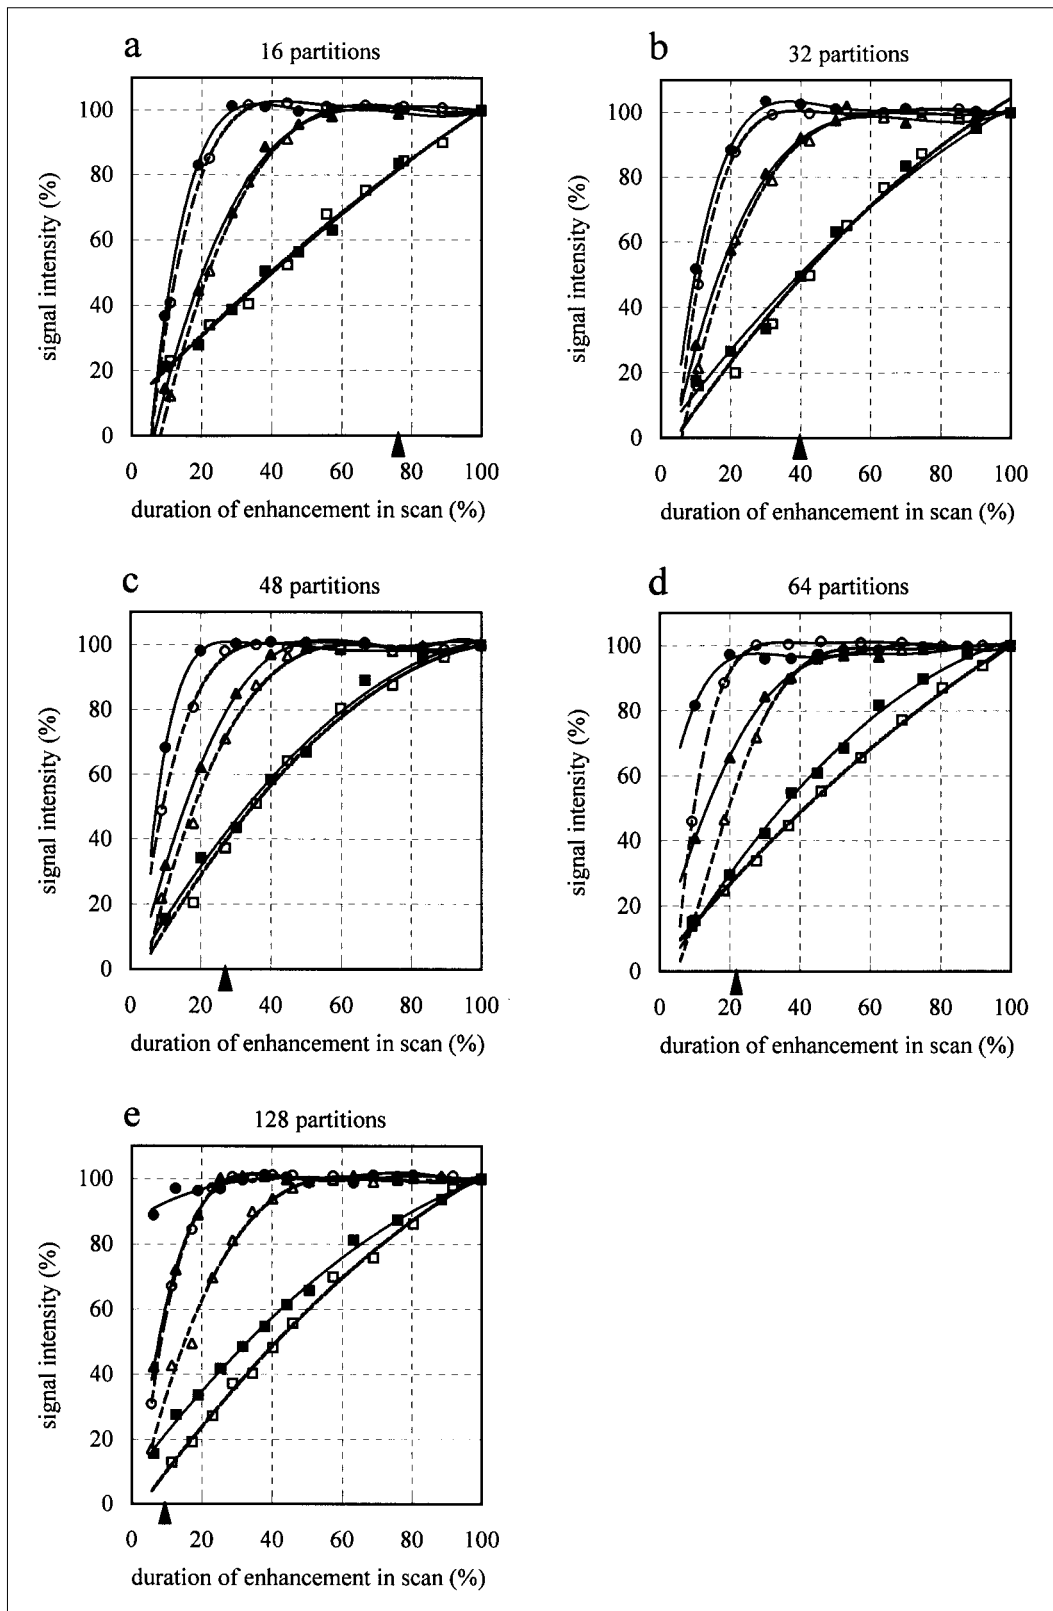 a 16 partitions
100
80
60
40
20
0
signal intensity (%)
0 20 40 60 80 100
duration of enhancement in scan (%)
b 32 partitions
100
80
60
40
20
0
signal intensity (%)
0 20 40 60 80 100
duration of enhancement in scan (%)
c 48 partitions
100
80
60
40
20
0
signal intensity (%)
0 20 40 60 80 100
duration of enhancement in scan (%)
d 64 partitions
100
80
60
40
20
0
signal intensity (%)
0 20 40 60 80 100
duration of enhancement in scan (%)
e 128 partitions
100
80
60
40
20
0
signal intensity (%)
0 20 40 60 80 100
duration of enhancement in scan (%)